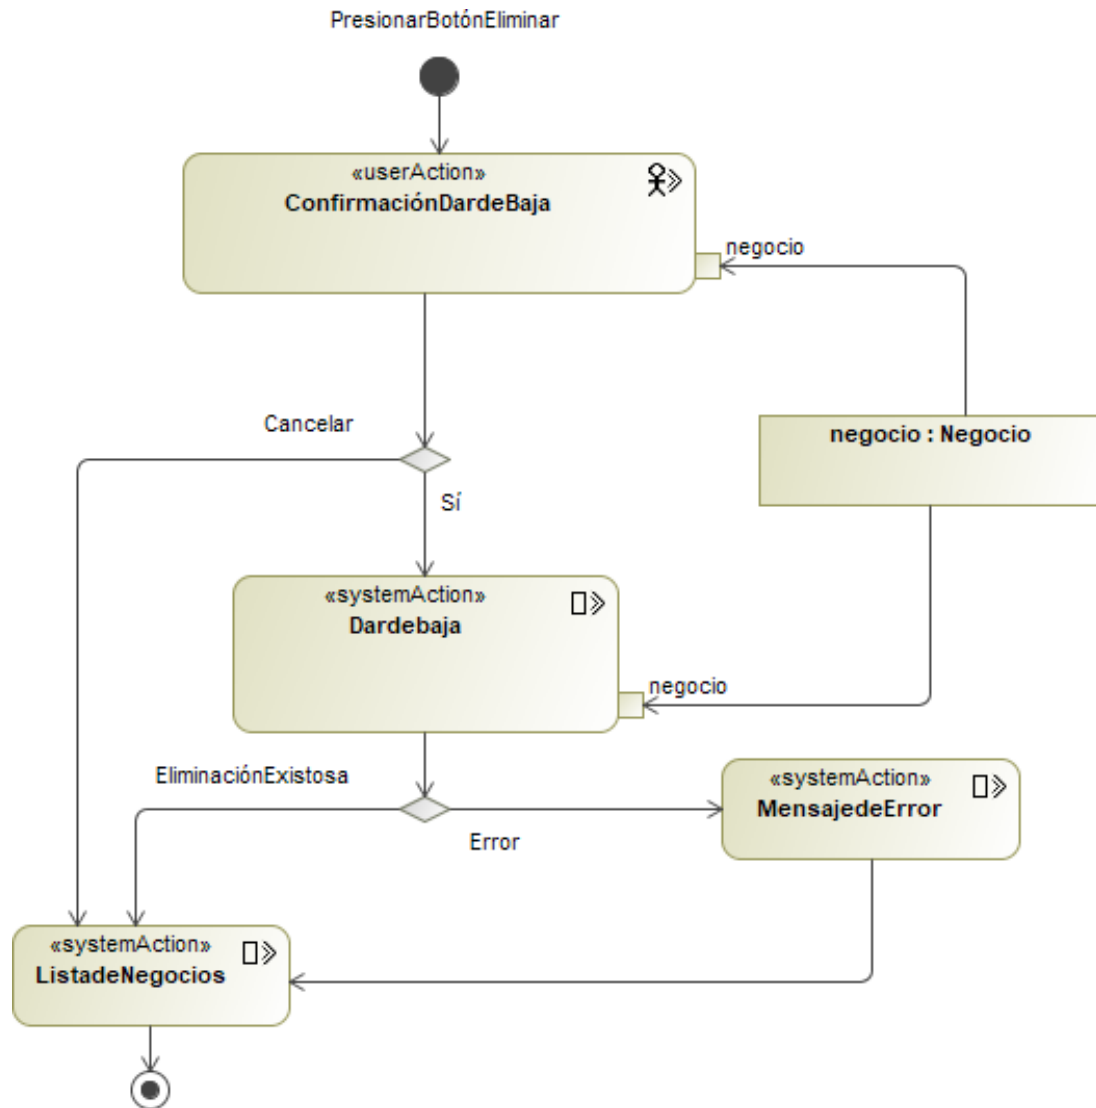 PresionarBotónEliminar
«userAction»
ConfirmaciónDardeBaja
negocio
Cancelar
negocio : Negocio
Sí
«systemAction»
Dardebaja
negocio
EliminaciónExistosa
«systemAction»
MensajedeError
Error
«systemAction»
ListadeNegocios